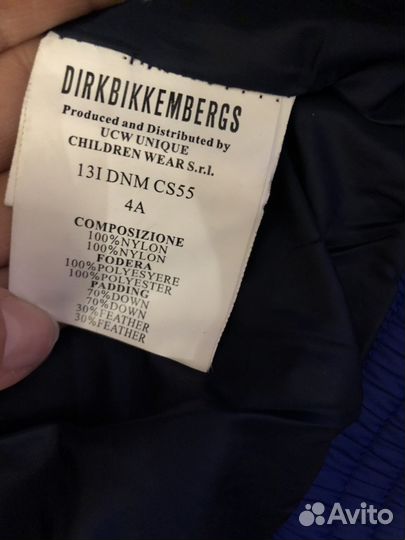 DIRKBIKKEMBERGS
Produced and Distributed by
UCW UNIQUE
CHILDREN WEAR S.r.l.
13I DNM CS55
4A
COMPOSIZIONE
100%NYLON
100%NYLON
FODERA
100%POLYESYERE
100%POLYESTER
PADDING
70%DOWN
70%DOWN
30%FEATHER
30%FEATHER
Avito